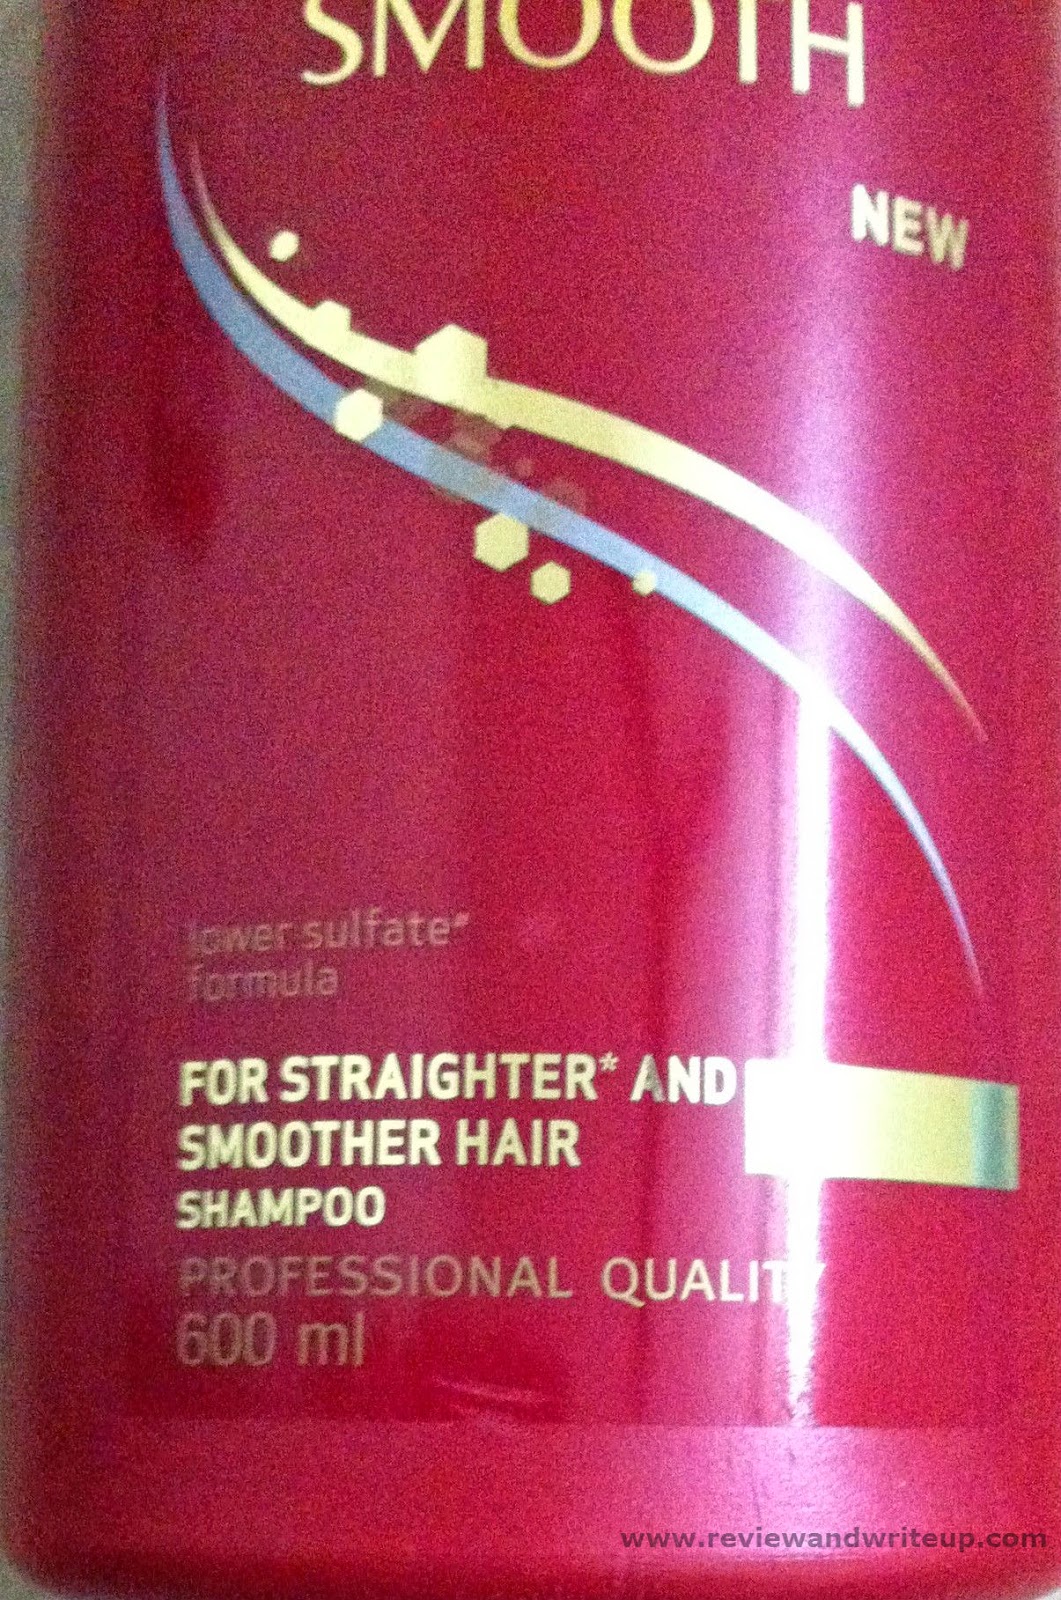 SMOOTH
NEW
lower sulfate*
formula
FOR STRAIGHTER* AND
SMOOTHER HAIR
SHAMPOO
PROFESSIONAL QUALITY
600 ml
www.reviewandwriteup.com